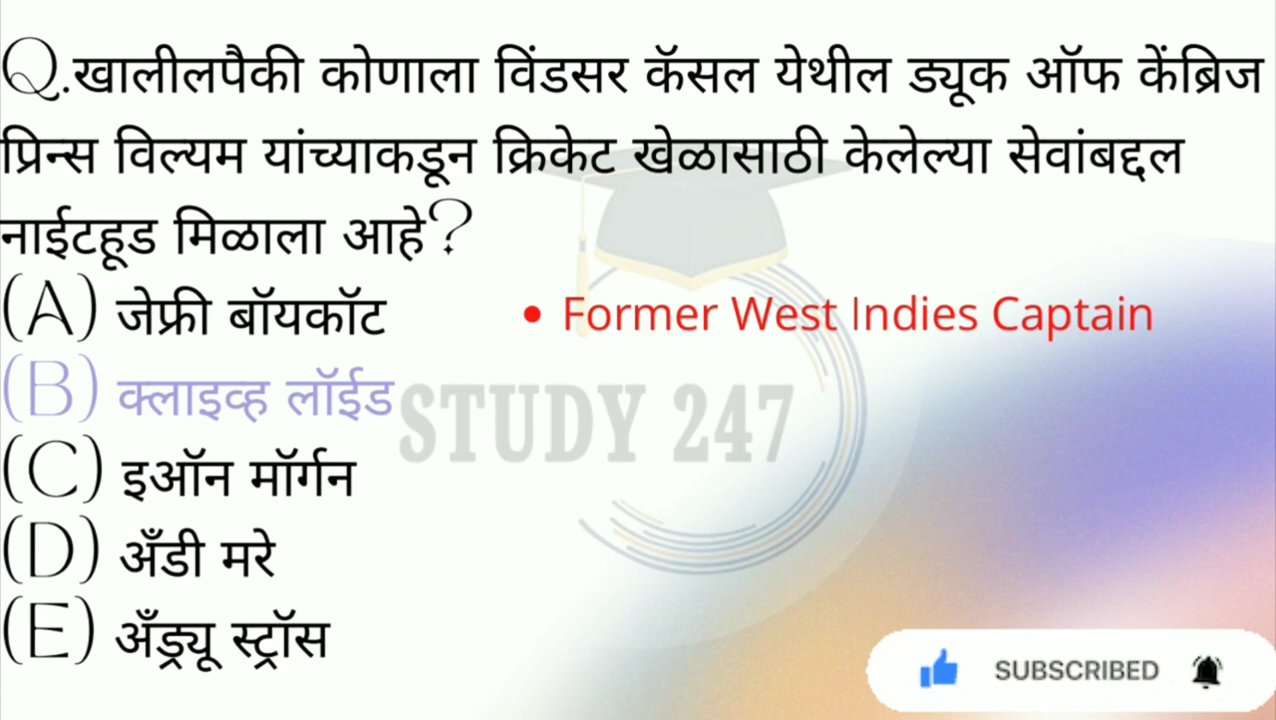 Q.खालीलपैकी कोणाला विंडसर कॅसल येथील ड्यूक ऑफ केंब्रिज
प्रिन्स विल्यम यांच्याकडून क्रिकेट खेळासाठी केलेल्या सेवांबद्दल
नाईटहूड मिळाला आहे?
(A) जेफ्री बॉयकॉट
• Former West Indies Captain
(B) क्लाइव्ह लॉईड
STUDY 247
(C) इऑन मॉर्गन
(D) अँडी मरे
(E) अँड्र्यू स्ट्रॉस
SUBSCRIBED